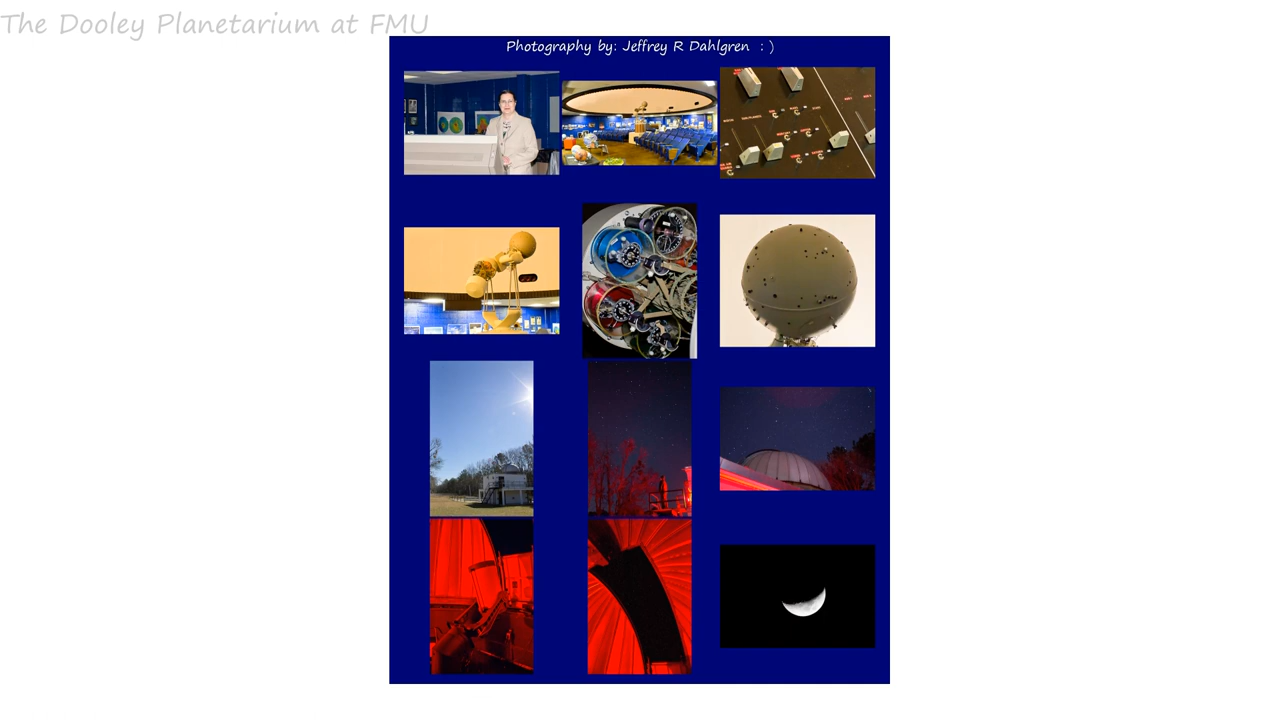 The Dooley Planetarium at FMU
Photography by: Jeffrey R Dahlgren : )